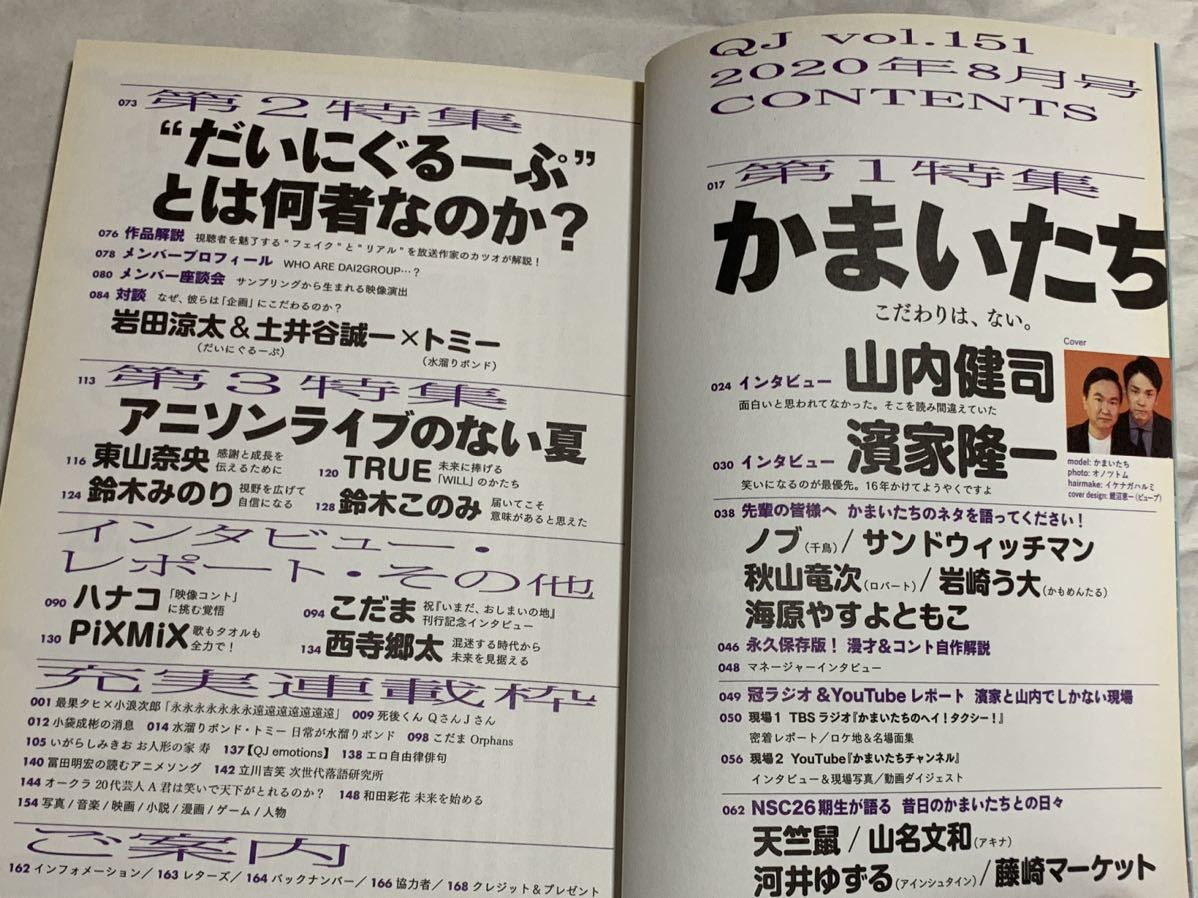 QJ vol.151
2020年8月号
CONTENTS
017 第1特集
かまいたち
こだわりは、ない。
Cover
024 インタビュー 山内健司
面白いと思われてなかった。そこを読み間違えていた
030 インタビュー 濱家隆一
笑いになるのが最優先。16年かけてようやくですよ
model: かまいたち
photo: オノツトム
hairmake: イケナガハルミ
cover design: 鯉沼恵一(ピュープ)
038 先輩の皆様へ かまいたちのネタを語ってください！
ノブ(千鳥)/サンドウィッチマン
秋山竜次(ロバート)/岩崎う大(かもめんたる)
海原やすよともこ
046 永久保存版！ 漫才&コント自作解説
048 マネージャーインタビュー
049 冠ラジオ&YouTubeレポート 濱家と山内でしかない現場
050 現場1 TBSラジオ『かまいたちのヘイ！タクシー！』
密着レポート/ロケ地&名場面集
056 現場2 YouTube『かまいたちチャンネル』
インタビュー&現場写真/動画ダイジェスト
062 NSC26期生が語る 昔日のかまいたちとの日々
天竺鼠/山名文和(アキナ)
河井ゆずる(アインシュタイン)/藤崎マーケット
073 第2特集
“だいにぐるーぷ”
とは何者なのか？
076 作品解説 視聴者を魅了する“フェイク”と“リアル”を放送作家のカツオが解説！
078 メンバープロフィール WHO ARE DAI2GROUP…？
080 メンバー座談会 サンプリングから生まれる映像演出
084 対談 なぜ、彼らは「企画」にこだわるのか？
岩田涼太&土井谷誠一×トミー
(だいにぐるーぷ) (水溜りボンド)
113 第3特集
アニソンライブのない夏
116 東山奈央 感謝と成長を伝えるために
120 TRUE 未来に捧げる「WILL」のかたち
124 鈴木みのり 視野を広げて自信になる
128 鈴木このみ 届いてこそ意味があると思えた
インタビュー・
レポート・その他
090 ハナコ 「映像コント」に挑む覚悟
094 こだま 祝『いまだ、おしまいの地』刊行記念インタビュー
130 PiXMiX 歌もタオルも全力で！
134 西寺郷太 混迷する時代から未来を見据える
充実連載枠
001 最果タヒ×小浪次郎「永永永永永永永遠遠遠遠遠遠遠」 009 死後くん QさんJさん
012 小袋成彬の消息 014 水溜りボンド・トミー 日常が水溜りボンド 098 こだま Orphans
105 いがらしみきお お人形の家 寿 137【QJ emotions】 138 エロ自由律俳句
140 冨田明宏の読むアニメソング 142 立川吉笑 次世代落語研究所
144 オークラ 20代芸人A君は笑いで天下がとれるのか？ 148 和田彩花 未来を始める
154 写真/音楽/映画/小説/漫画/ゲーム/人物
ご案内
162 インフォメーション/163 レターズ/164 バックナンバー/166 協力者/168 クレジット&プレゼント